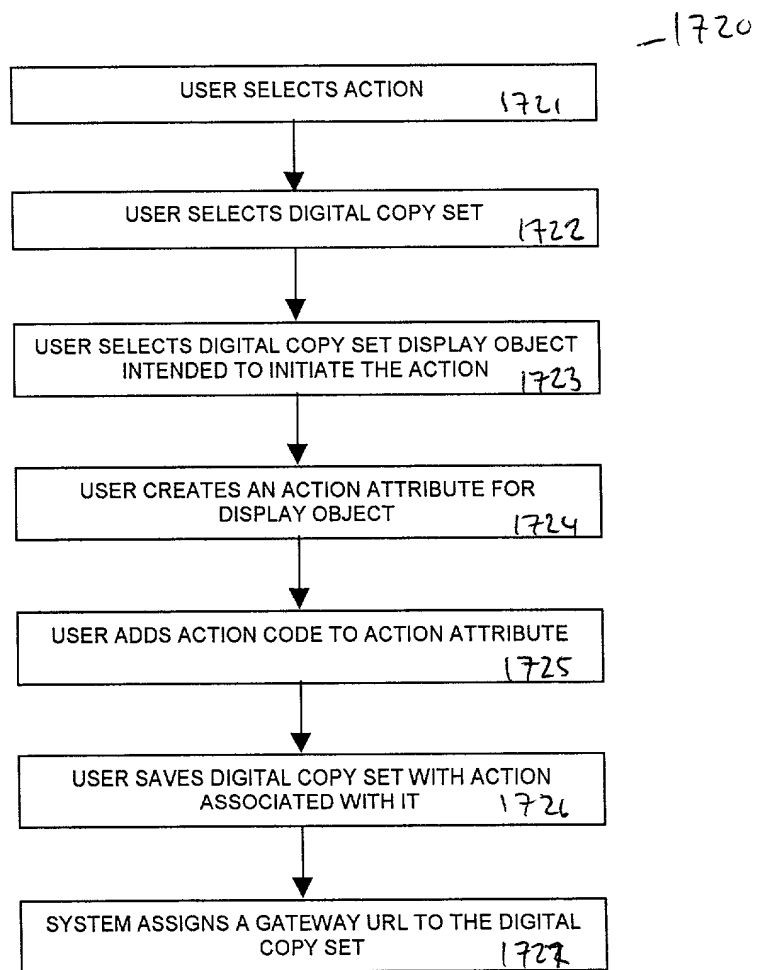 1720
USER SELECTS ACTION 1721
USER SELECTS DIGITAL COPY SET 1722
USER SELECTS DIGITAL COPY SET DISPLAY OBJECT
INTENDED TO INITIATE THE ACTION 1723
USER CREATES AN ACTION ATTRIBUTE FOR
DISPLAY OBJECT 1724
USER ADDS ACTION CODE TO ACTION ATTRIBUTE
1725
USER SAVES DIGITAL COPY SET WITH ACTION
ASSOCIATED WITH IT 1726
SYSTEM ASSIGNS A GATEWAY URL TO THE DIGITAL
COPY SET 1727